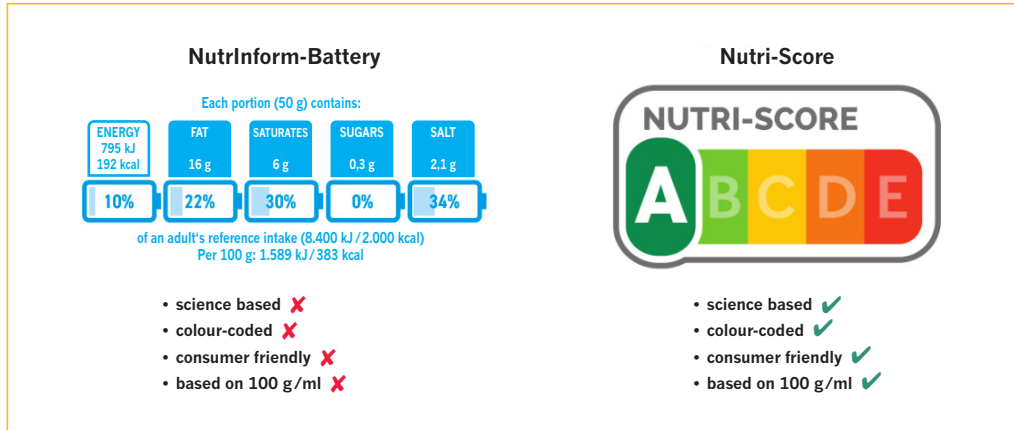 NutrInform-Battery
Each portion (50 g) contains:
ENERGY
795 kJ
192 kcal
FAT
16 g
SATURATES
6 g
SUGARS
0,3 g
SALT
2,1 g
10%
22%
30%
0%
34%
of an adult‘s reference intake (8.400 kJ/2.000 kcal)
Per 100 g: 1.589 kJ/383 kcal
• science based ✘
• colour-coded ✘
• consumer friendly ✘
• based on 100 g/ml ✘
Nutri-Score
NUTRI-SCORE
A B C D E
• science based ✔
• colour-coded ✔
• consumer friendly ✔
• based on 100 g/ml ✔